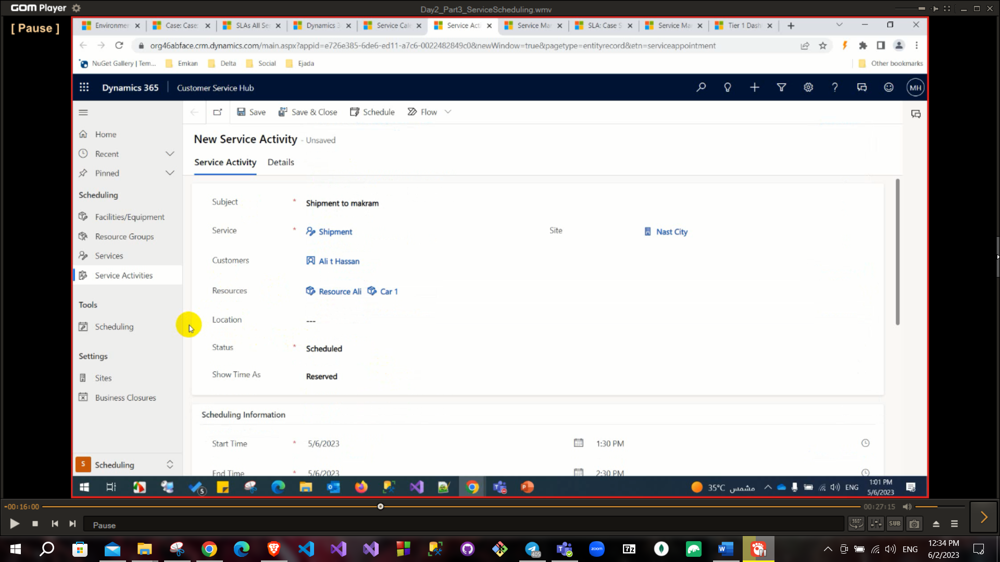 GOM Player
Day2_Part3_ServiceScheduling.wmv
[ Pause ]
Environmen
Case: Case:
SLAs All Se
Dynamics 3
Service Cal
Service Acti
Service Ma
SLA: Case S
Service Ma
Tier 1 Dash
org46abface.crm.dynamics.com/main.aspx?appid=e726e385-6de6-ed11-a7c6-0022482849c0&newWindow=true&pagetype=entityrecord&etn=serviceappointment
NuGet Gallery | Tem...
Emkan
Delta
Social
Ejada
Other bookmarks
Dynamics 365
Customer Service Hub
MH
Save
Save & Close
Schedule
Flow
Home
Recent
Pinned
Scheduling
Facilities/Equipment
Resource Groups
Services
Service Activities
Tools
Scheduling
Settings
Sites
Business Closures
S Scheduling
New Service Activity - Unsaved
Service Activity
Details
Subject * Shipment to makram
Service * Shipment
Site Nast City
Customers Ali t Hassan
Resources Resource Ali Car 1
Location ---
Status * Scheduled
Show Time As Reserved
Scheduling Information
Start Time * 5/6/2023 1:30 PM
End Time * 5/6/2023 2:30 PM
5
35°C مشمس
ENG
1:01 PM
5/6/2023
-00:16:00
00:27:15
Pause
360°
SUB
405
zoom
7z
ENG
12:34 PM
6/2/2023